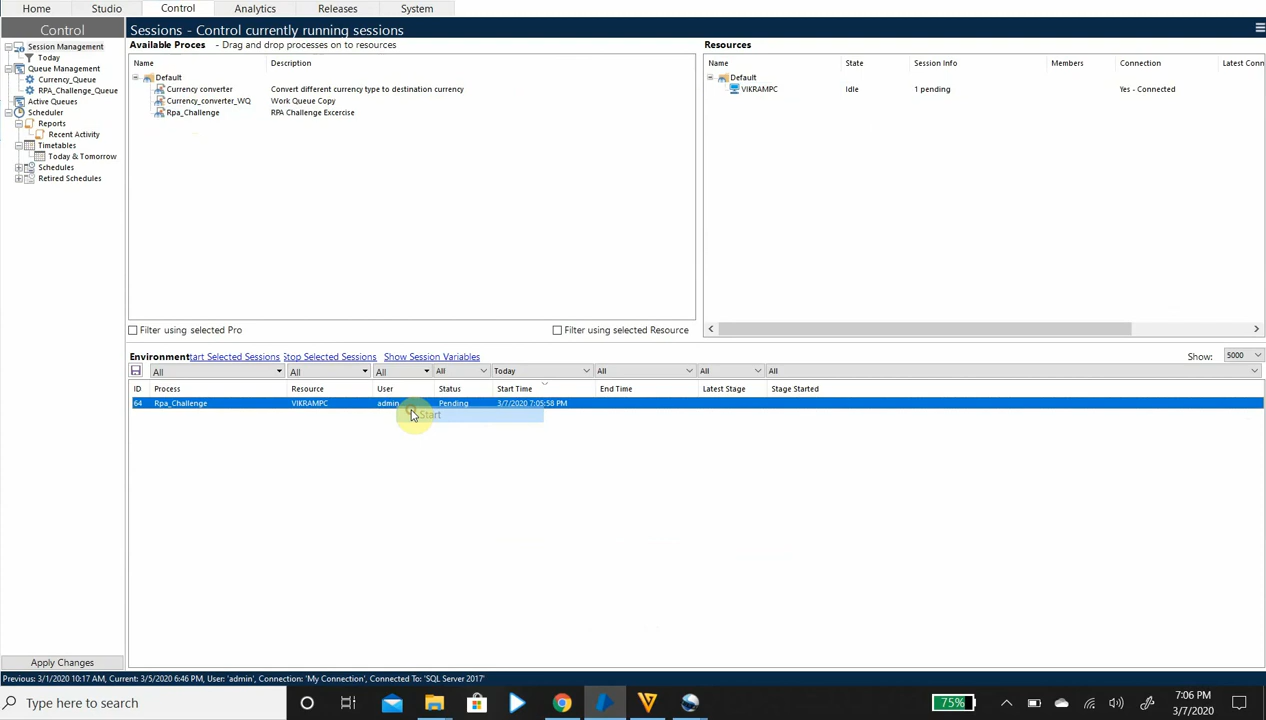 Home Studio Control Analytics Releases System
Control
Sessions - Control currently running sessions
Session Management
Today
Queue Management
Currency_Queue
RPA_Challenge_Queue
Active Queues
Scheduler
Reports
Recent Activity
Timetables
Today & Tomorrow
Schedules
Retired Schedules
Apply Changes
Available Proces - Drag and drop processes on to resources
Name Description
Default
Currency converter Convert different currency type to destination currency
Currency_converter_WQ Work Queue Copy
Rpa_Challenge RPA Challenge Excercise
Filter using selected Pro
Resources
Name State Session Info Members Connection Latest Conn
Default
VIKRAMPC Idle 1 pending Yes - Connected
Filter using selected Resource
Environment tart Selected Sessions Stop Selected Sessions Show Session Variables Show: 5000
All All All All Today All All All
ID Process Resource User Status Start Time End Time Latest Stage Stage Started
64 Rpa_Challenge VIKRAMPC admin Pending 3/7/2020 7:05:58 PM
Start
Previous: 3/1/2020 10:17 AM, Current: 3/5/2020 6:46 PM, User: 'admin', Connection: 'My Connection', Connected To: 'SQL Server 2017'
Type here to search 75% 7:06 PM
3/7/2020